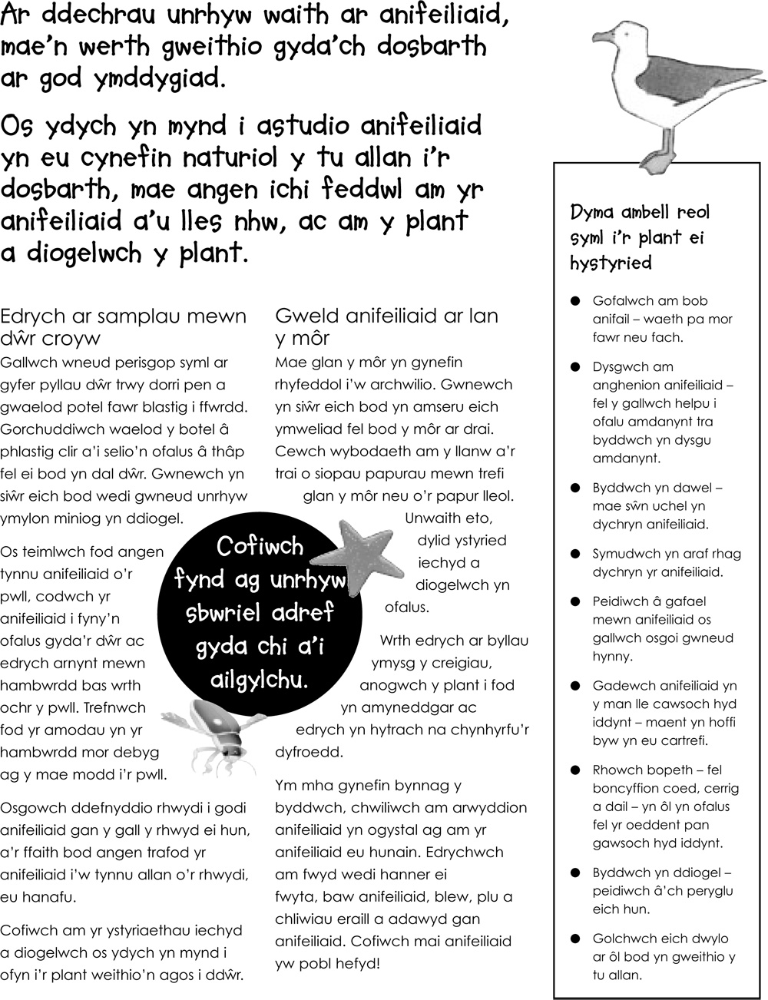 Ar ddechrau unrhyw waith ar anifeiliaid,
mae'n werth gweithio gyda'ch dosbarth
ar god ymddygiad.
Os ydych yn mynd i astudio anifeiliaid
yn eu cynefin naturiol y tu allan i'r
dosbarth, mae angen ichi feddwl am yr
anifeiliaid a'u lles nhw, ac am y plant
a diogelwch y plant.
Edrych ar samplau mewn
dŵr croyw
Gallwch wneud perisgop syml ar
gyfer pyllau dŵr trwy dorri pen a
gwaelod potel fawr blastig i ffwrdd.
Gorchuddiwch waelod y botel â
phlastig clir a'i selio'n ofalus â thâp
fel ei bod yn dal dŵr. Gwnewch yn
siŵr eich bod wedi gwneud unrhyw
ymylon miniog yn ddiogel.
Os teimlwch fod angen
tynnu anifeiliaid o'r
pwll, codwch yr
anifeiliaid i fyny'n
ofalus gyda'r dŵr ac
edrych arnynt mewn
hambwrdd bas wrth
ochr y pwll. Trefnwch
fod yr amodau yn yr
hambwrdd mor debyg
ag y mae modd i'r pwll.
Osgowch ddefnyddio rhwydi i godi
anifeiliaid gan y gall y rhwyd ei hun,
a'r ffaith bod angen trafod yr
anifeiliaid i'w tynnu allan o'r rhwydi,
eu hanafu.
Cofiwch am yr ystyriaethau iechyd
a diogelwch os ydych yn mynd i
ofyn i'r plant weithio'n agos i ddŵr.
Cofiwch
fynd ag unrhyw
sbwriel adref
gyda chi a'i
ailgylchu.
Gweld anifeiliaid ar lan
y môr
Mae glan y môr yn gynefin
rhyfeddol i'w archwilio. Gwnewch
yn siŵr eich bod yn amseru eich
ymweliad fel bod y môr ar drai.
Cewch wybodaeth am y llanw a'r
trai o siopau papurau mewn trefi
glan y môr neu o'r papur lleol.
Unwaith eto,
dylid ystyried
iechyd a
diogelwch yn
ofalus.
Wrth edrych ar byllau
ymysg y creigiau,
anogwch y plant i fod
yn amyneddgar ac
edrych yn hytrach na chynhyrfu'r
dyfroedd.
Ym mha gynefin bynnag y
byddwch, chwiliwch am arwyddion
anifeiliaid yn ogystal ag am yr
anifeiliaid eu hunain. Edrychwch
am fwyd wedi hanner ei
fwyta, baw anifeiliaid, blew, plu a
chliwiau eraill a adawyd gan
anifeiliaid. Cofiwch mai anifeiliaid
yw pobl hefyd!
Dyma ambell reol
syml i'r plant ei
hystyried
● Gofalwch am bob
anifail – waeth pa mor
fawr neu fach.
● Dysgwch am
anghenion anifeiliaid –
fel y gallwch helpu i
ofalu amdanynt tra
byddwch yn dysgu
amdanynt.
● Byddwch yn dawel –
mae sŵn uchel yn
dychryn anifeiliaid.
● Symudwch yn araf rhag
dychryn yr anifeiliaid.
● Peidiwch â gafael
mewn anifeiliaid os
gallwch osgoi gwneud
hynny.
● Gadewch anifeiliaid yn
y man lle cawsoch hyd
iddynt – maent yn hoffi
byw yn eu cartrefi.
● Rhowch bopeth – fel
boncyffion coed, cerrig
a dail – yn ôl yn ofalus
fel yr oeddent pan
gawsoch hyd iddynt.
● Byddwch yn ddiogel –
peidiwch â'ch peryglu
eich hun.
● Golchwch eich dwylo
ar ôl bod yn gweithio y
tu allan.